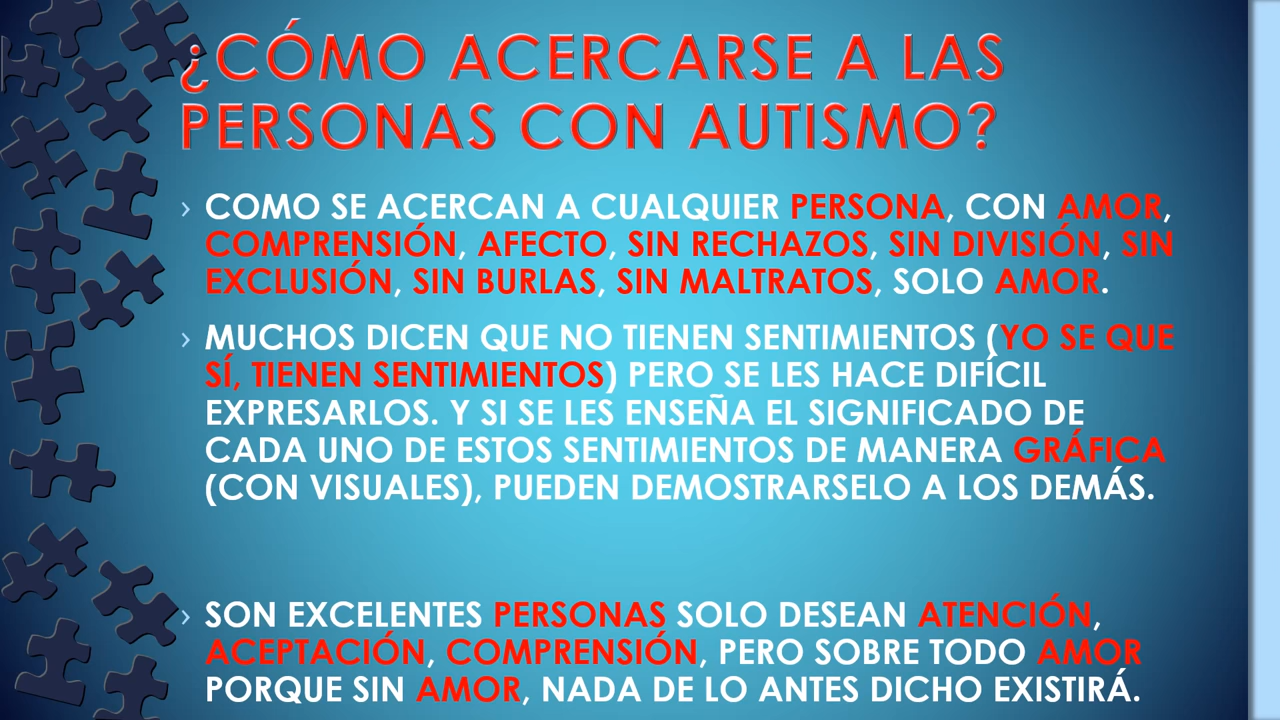 ¿CÓMO ACERCARSE A LAS
PERSONAS CON AUTISMO?
› COMO SE ACERCAN A CUALQUIER PERSONA, CON AMOR,
COMPRENSIÓN, AFECTO, SIN RECHAZOS, SIN DIVISIÓN, SIN
EXCLUSIÓN, SIN BURLAS, SIN MALTRATOS, SOLO AMOR.
› MUCHOS DICEN QUE NO TIENEN SENTIMIENTOS (YO SE QUE
SÍ, TIENEN SENTIMIENTOS) PERO SE LES HACE DIFÍCIL
EXPRESARLOS. Y SI SE LES ENSEÑA EL SIGNIFICADO DE
CADA UNO DE ESTOS SENTIMIENTOS DE MANERA GRÁFICA
(CON VISUALES), PUEDEN DEMOSTRARSELO A LOS DEMÁS.
› SON EXCELENTES PERSONAS SOLO DESEAN ATENCIÓN,
ACEPTACIÓN, COMPRENSIÓN, PERO SOBRE TODO AMOR
PORQUE SIN AMOR, NADA DE LO ANTES DICHO EXISTIRÁ.